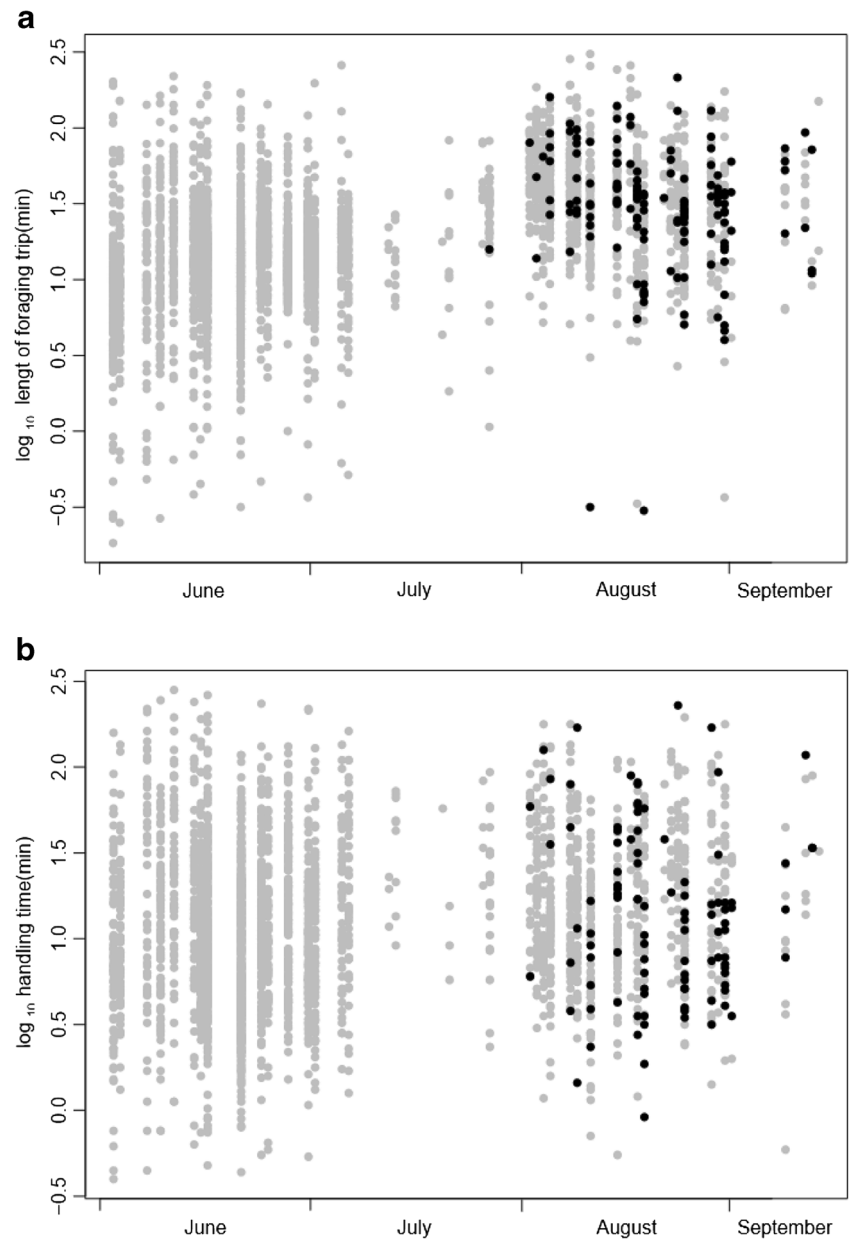 a
2.5
2.0
1.5
1.0
0.5
0.0
−0.5
log 10 lengt of foraging trip(min)
June July August September
b
2.5
2.0
1.5
1.0
0.5
0.0
−0.5
log 10 handling time(min)
June July August September